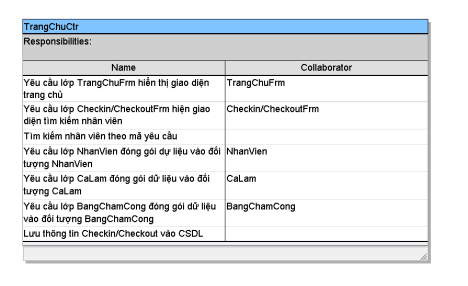 TrangChuCtr
Responsibilities:
Name Collaborator
Yêu cầu lớp TrangChuFrm hiển thị giao diện TrangChuFrm
trang chủ
Yêu cầu lớp Checkin/CheckoutFrm hiện giao Checkin/CheckoutFrm
diện tìm kiếm nhân viên
Tìm kiếm nhân viên theo mã yêu cầu
Yêu cầu lớp NhanVien đóng gói dự liệu vào đối NhanVien
tượng NhanVien
Yêu cầu lớp CaLam đóng gói dữ liệu vào đối CaLam
tượng CaLam
Yêu cầu lớp BangChamCong đóng gói dữ liệu BangChamCong
vào đối tượng BangChamCong
Lưu thông tin Checkin/Checkout vào CSDL